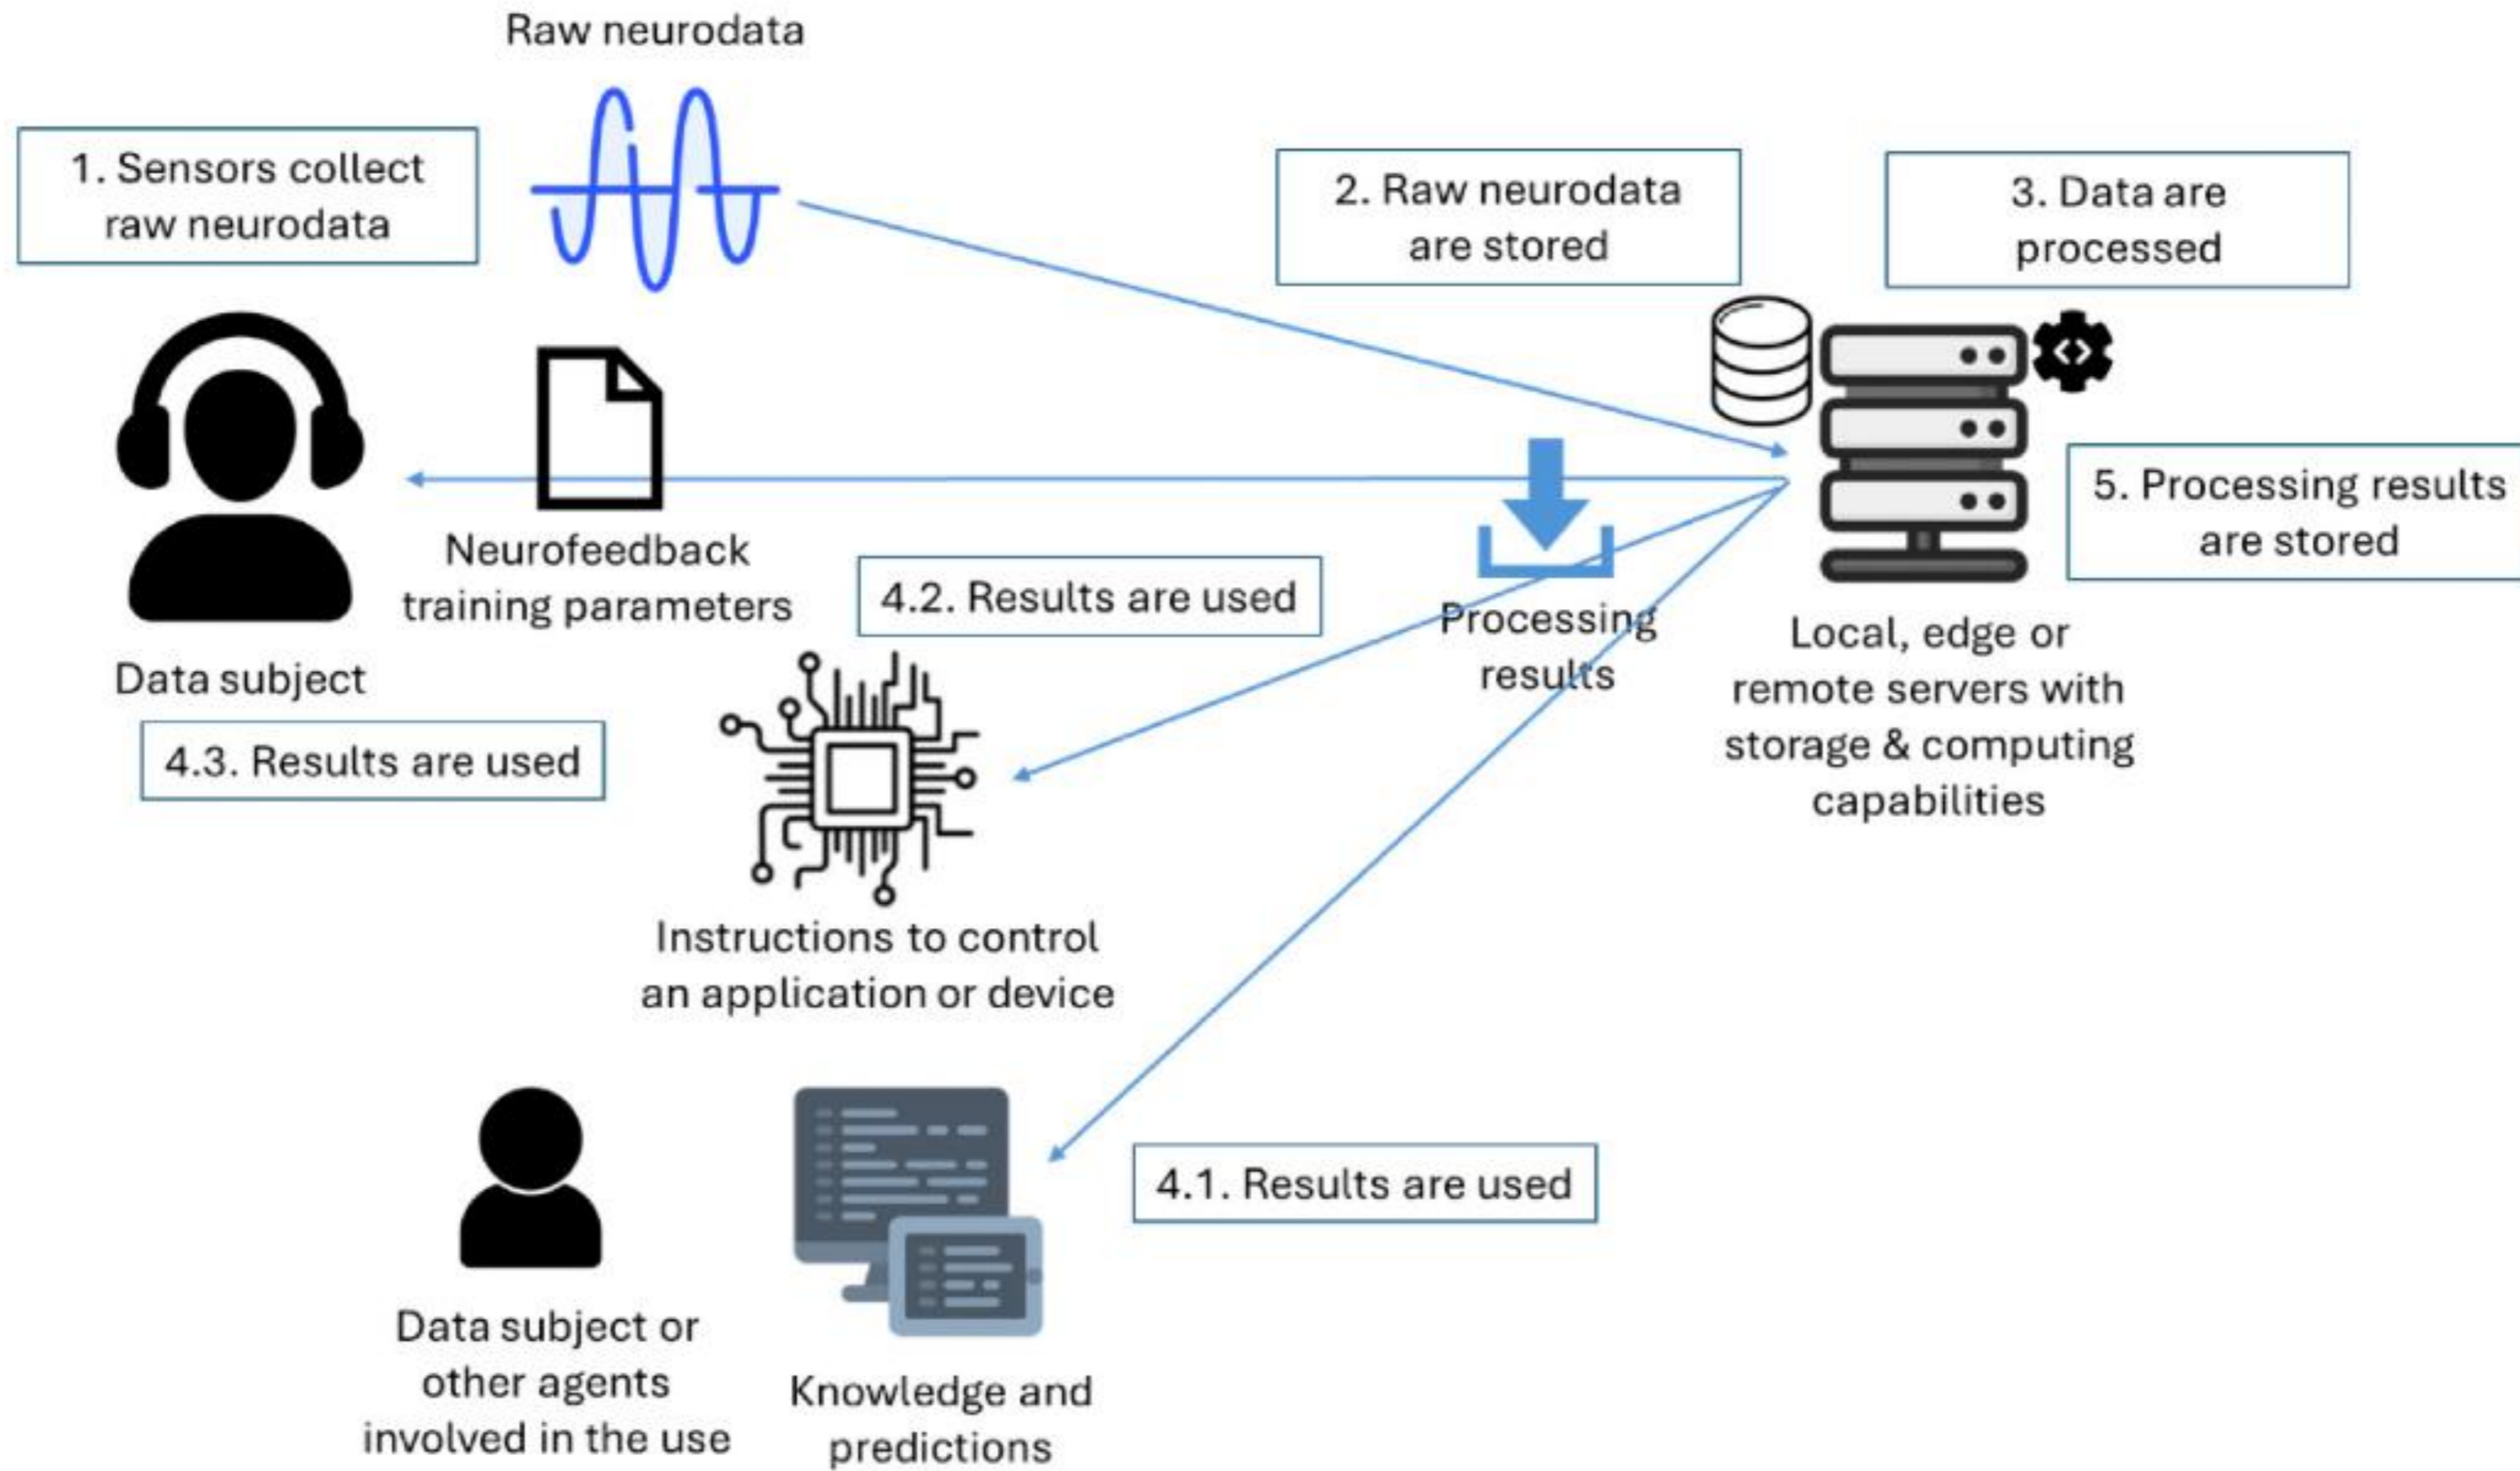 Raw neurodata
1. Sensors collect
raw neurodata
2. Raw neurodata
are stored
3. Data are
processed
5. Processing results
are stored
Neurofeedback
training parameters
4.2. Results are used
Processing
results
Local, edge or
remote servers with
storage & computing
capabilities
Data subject
4.3. Results are used
Instructions to control
an application or device
4.1. Results are used
Data subject or
other agents
involved in the use
Knowledge and
predictions